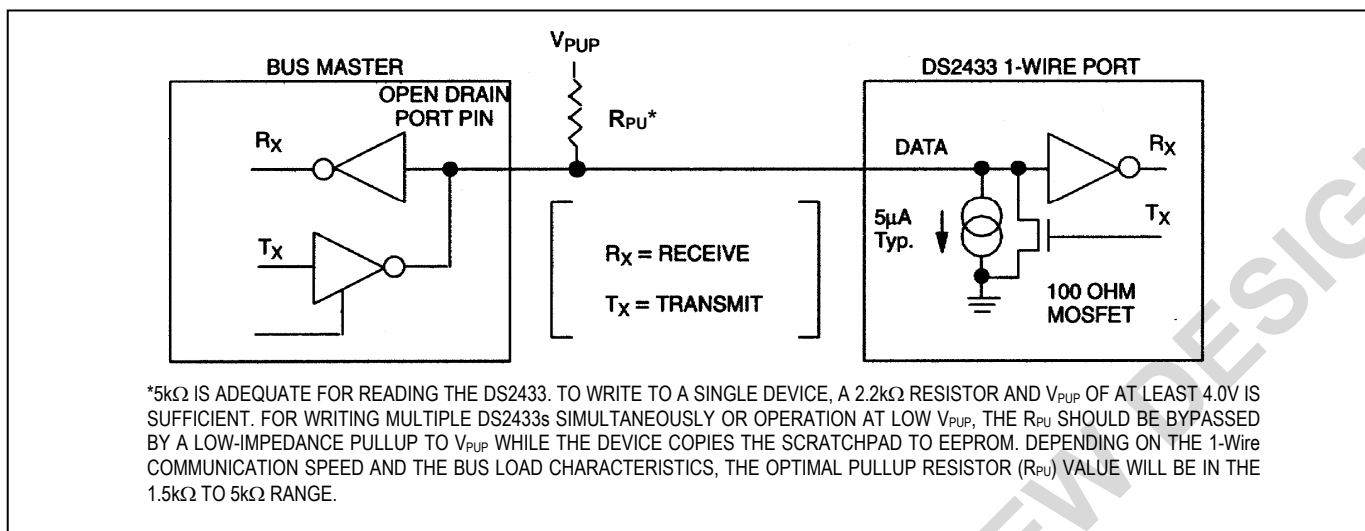 VPUP
BUS MASTER
DS2433 1-WIRE PORT
OPEN DRAIN
PORT PIN
RPU*
RX
DATA
RX
TX
5µA
Typ.
TX
RX = RECEIVE
TX = TRANSMIT
100 OHM
MOSFET
*5kΩ IS ADEQUATE FOR READING THE DS2433. TO WRITE TO A SINGLE DEVICE, A 2.2kΩ RESISTOR AND VPUP OF AT LEAST 4.0V IS
SUFFICIENT. FOR WRITING MULTIPLE DS2433s SIMULTANEOUSLY OR OPERATION AT LOW VPUP, THE RPU SHOULD BE BYPASSED
BY A LOW-IMPEDANCE PULLUP TO VPUP WHILE THE DEVICE COPIES THE SCRATCHPAD TO EEPROM. DEPENDING ON THE 1-Wire
COMMUNICATION SPEED AND THE BUS LOAD CHARACTERISTICS, THE OPTIMAL PULLUP RESISTOR (RPU) VALUE WILL BE IN THE
1.5kΩ TO 5kΩ RANGE.